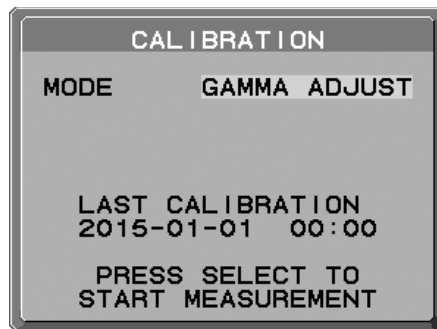 CALIBRATION
MODE GAMMA ADJUST
LAST CALIBRATION
2015-01-01 00:00
PRESS SELECT TO
START MEASUREMENT